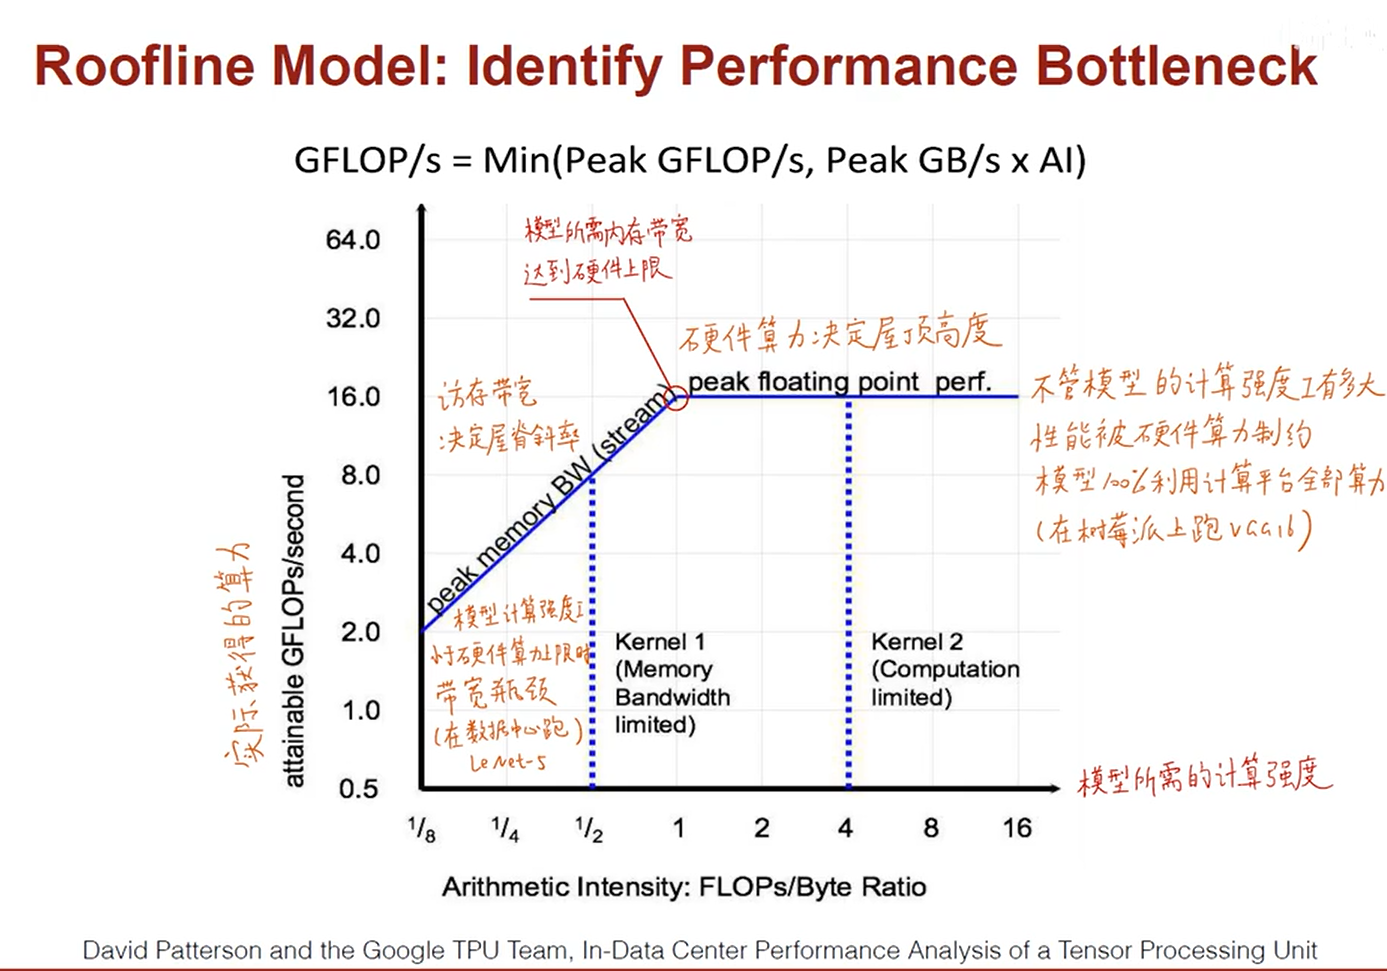 Roofline Model: Identify Performance Bottleneck
GFLOP/s = Min(Peak GFLOP/s, Peak GB/s x AI)
模型所需内存带宽
达到硬件上限
硬件算力决定屋顶高度
peak floating point perf.
访存带宽
决定屋脊斜率
peak memory BW (stream)
不管模型的计算强度I有多大
性能被硬件算力制约
模型100%利用计算平台全部算力
(在树莓派上跑VGG16)
64.0
32.0
16.0
8.0
4.0
2.0
1.0
0.5
实际获得的算力
attainable GFLOPs/second
模型计算强度I
小于硬件算力上限时
带宽瓶颈
(在数据中心跑)
LeNet-5
Kernel 1
(Memory
Bandwidth
limited)
Kernel 2
(Computation
limited)
模型所需的计算强度
1/8 1/4 1/2 1 2 4 8 16
Arithmetic Intensity: FLOPs/Byte Ratio
David Patterson and the Google TPU Team, In-Data Center Performance Analysis of a Tensor Processing Unit